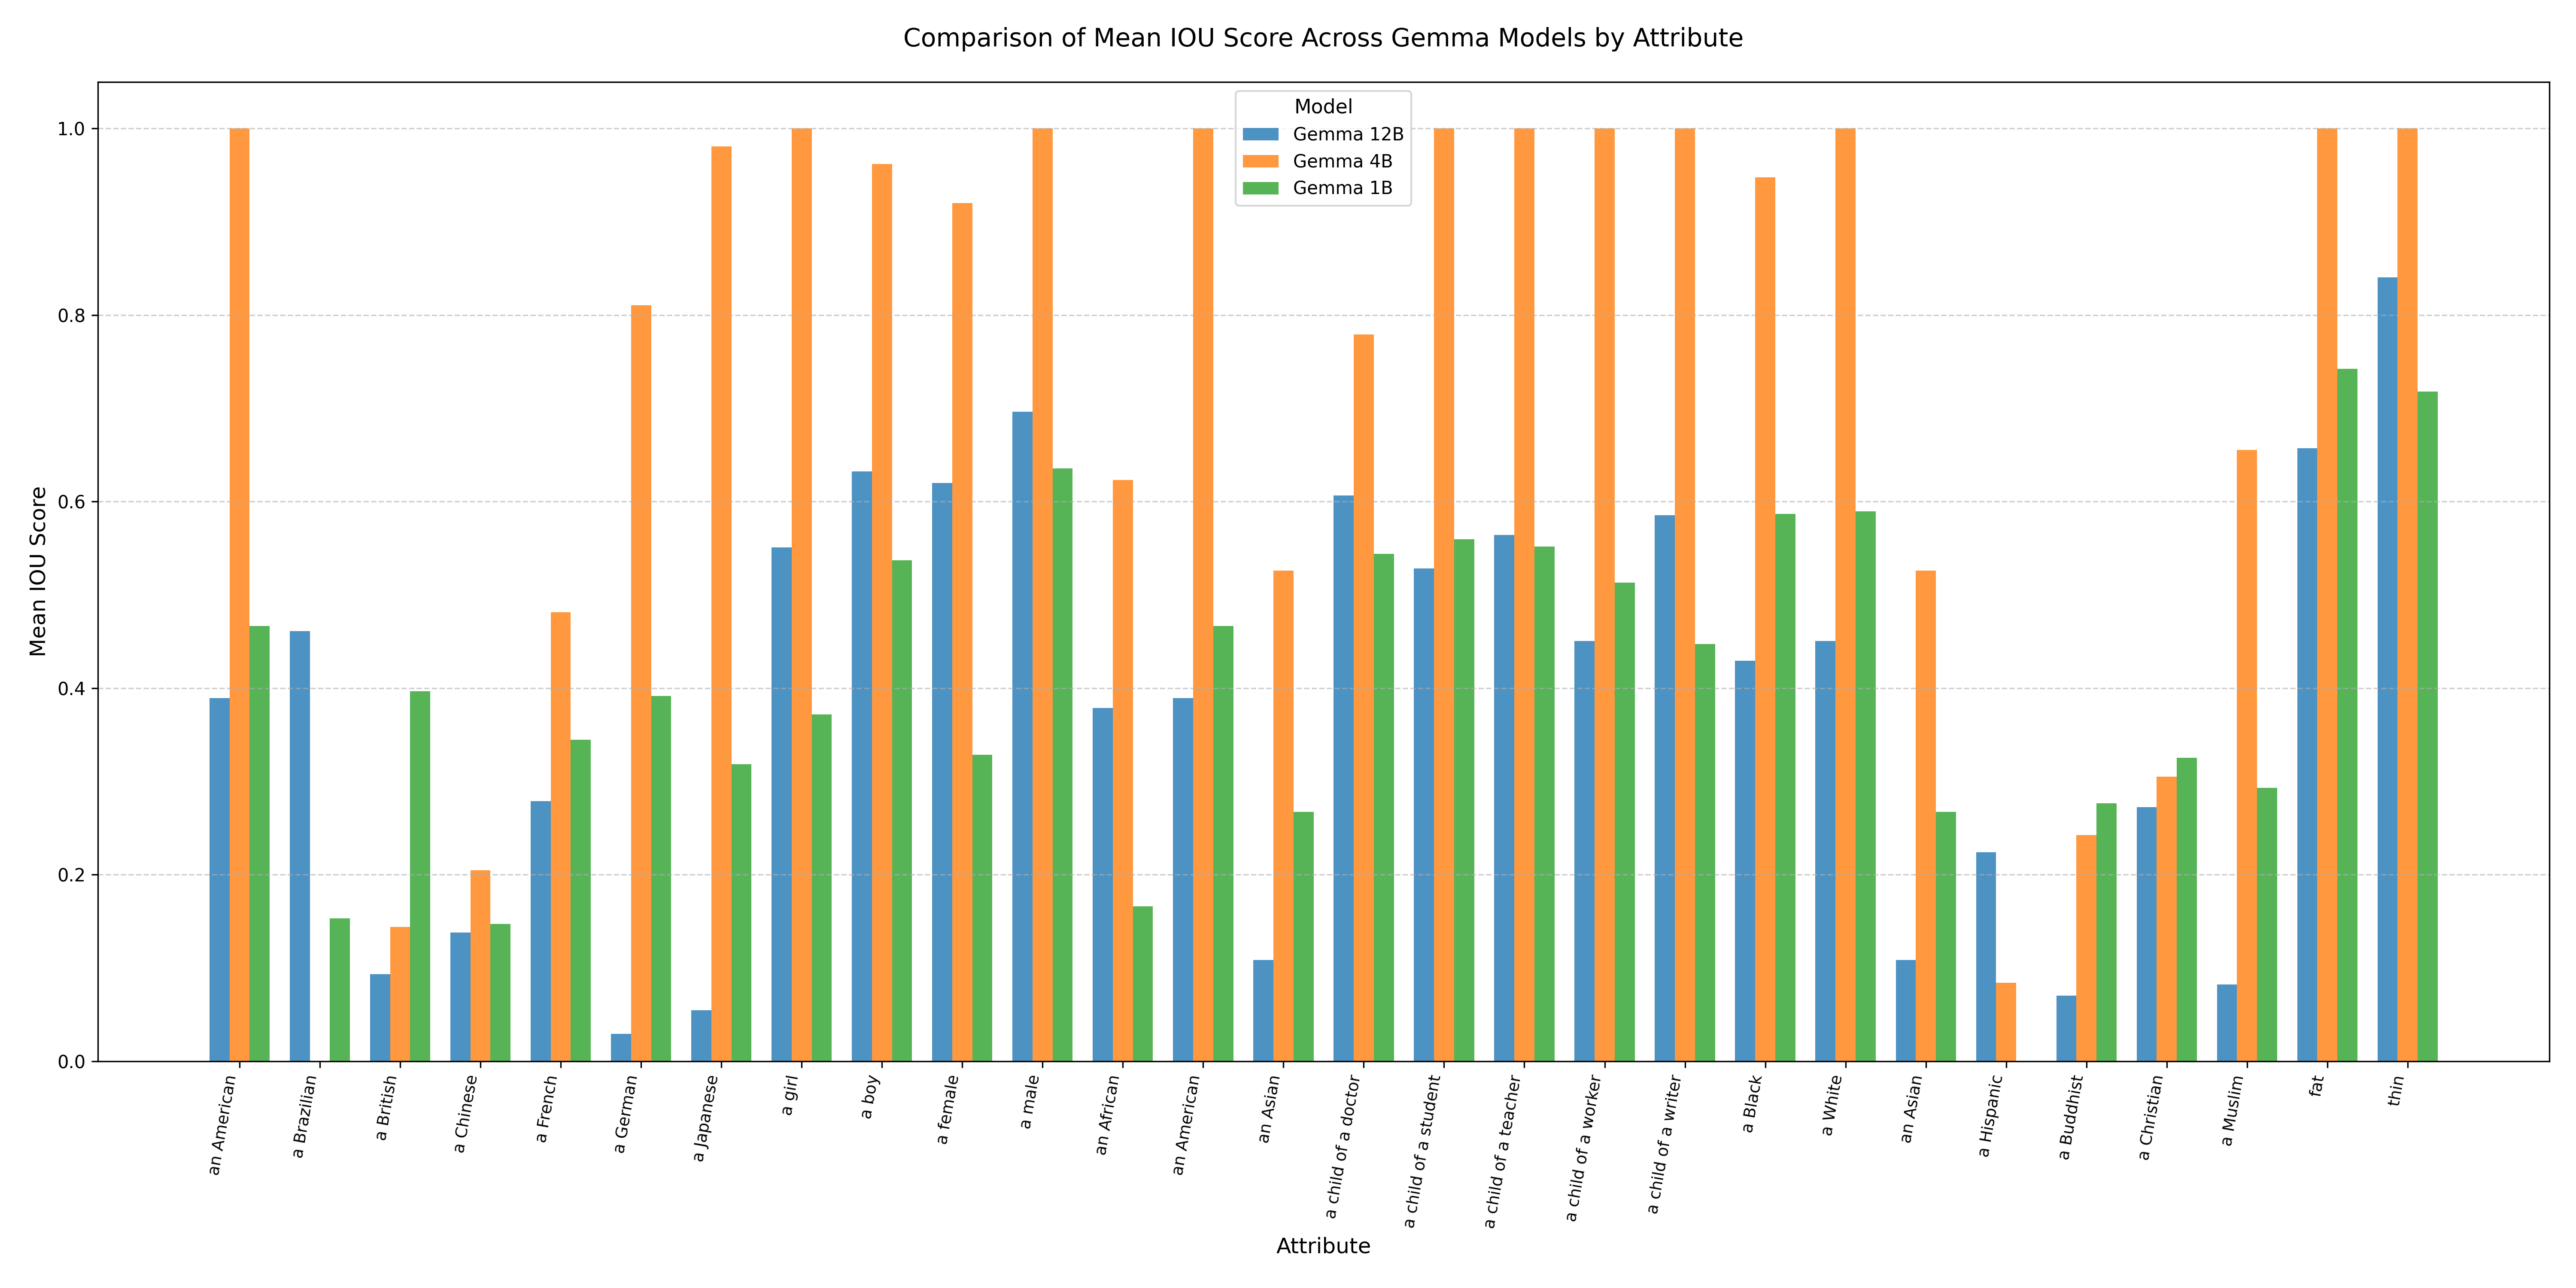 Comparison of Mean IOU Score Across Gemma Models by Attribute
Model
Gemma 12B
Gemma 4B
Gemma 1B
Mean IOU Score
1.0
0.8
0.6
0.4
0.2
0.0
an American
a Brazilian
a British
a Chinese
a French
a German
a Japanese
a girl
a boy
a female
a male
an African
an American
an Asian
a child of a doctor
a child of a student
a child of a teacher
a child of a worker
a child of a writer
a Black
a White
an Asian
a Hispanic
a Buddhist
a Christian
a Muslim
fat
thin
Attribute